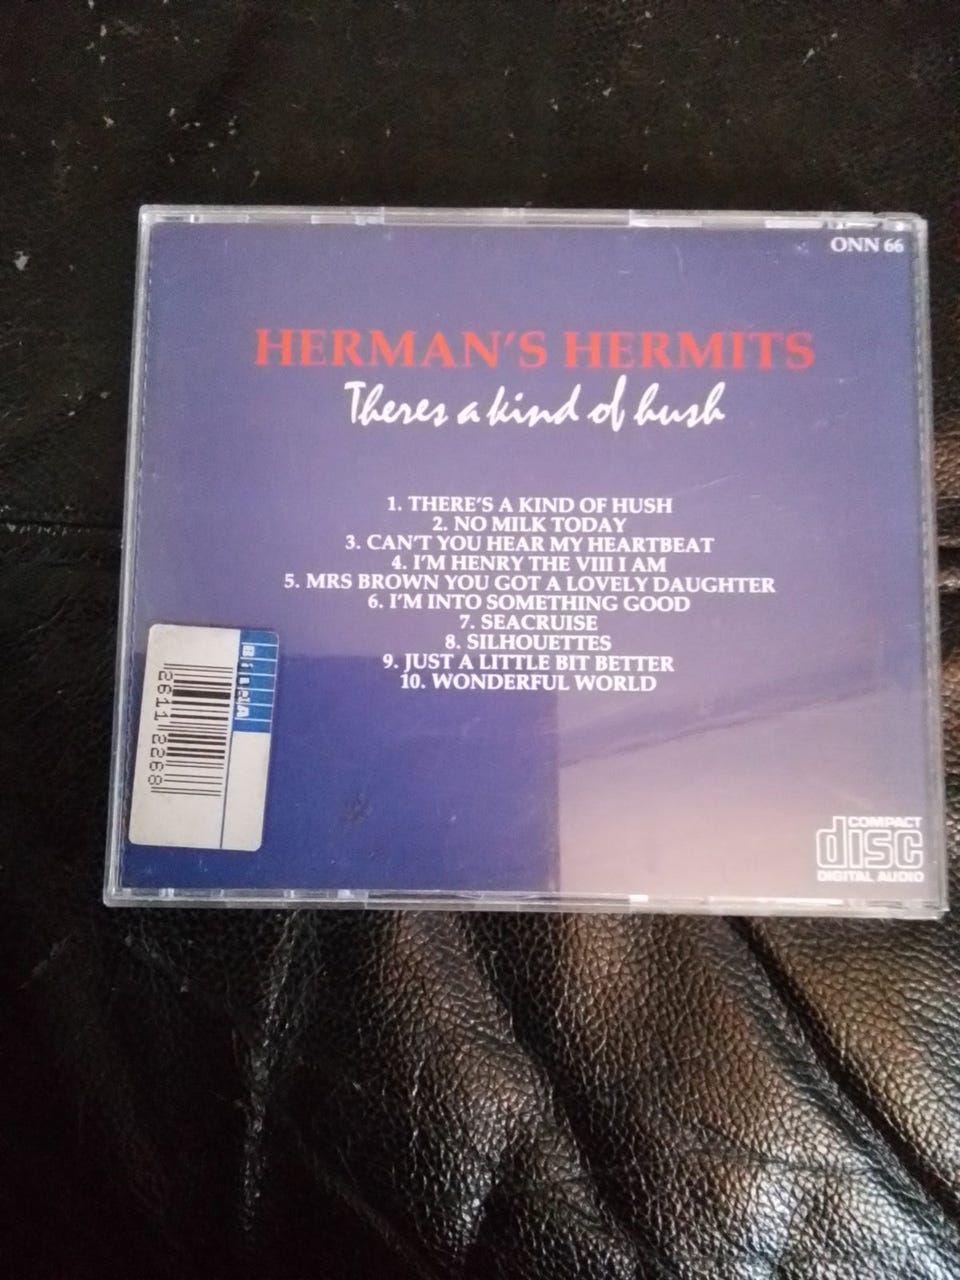 ONN 66
HERMAN'S HERMITS
Theres a kind of hush
1. THERE'S A KIND OF HUSH
2. NO MILK TODAY
3. CAN'T YOU HEAR MY HEARTBEAT
4. I'M HENRY THE VIII I AM
5. MRS BROWN YOU GOT A LOVELY DAUGHTER
6. I'M INTO SOMETHING GOOD
7. SEACRUISE
8. SILHOUETTES
9. JUST A LITTLE BIT BETTER
10. WONDERFUL WORLD
2611 2268
COMPACT
disc
DIGITAL AUDIO